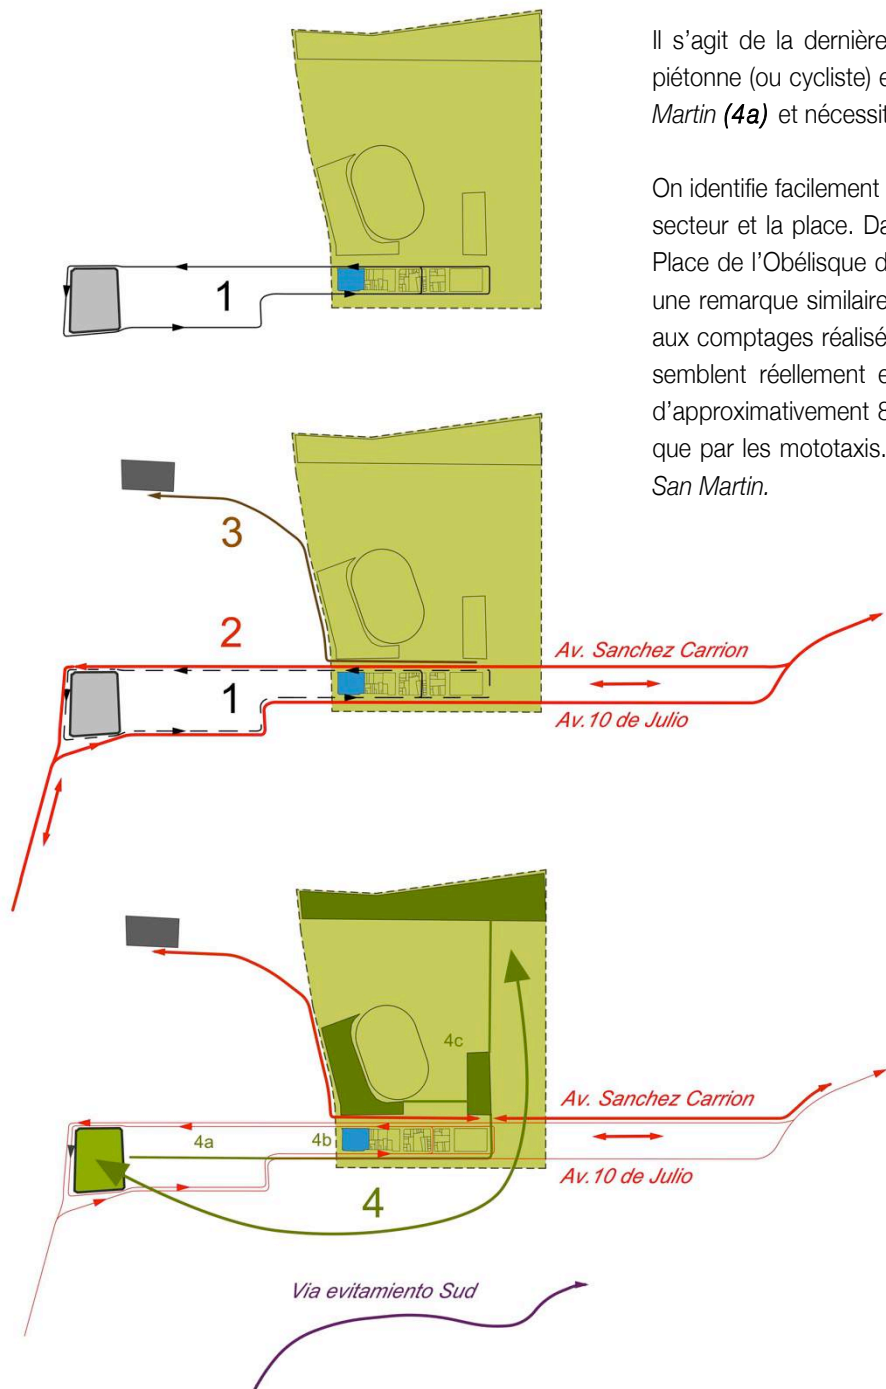 Il s’agit de la dernière
piétonne (ou cycliste) e
Martin (4a) et nécessit
On identifie facilement
secteur et la place. Da
Place de l’Obélisque d
une remarque similaire
aux comptages réalisé
semblent réellement e
d’approximativement 8
que par les mototaxis.
San Martin.
1
3
2
1
Av. Sanchez Carrion
Av.10 de Julio
4c
4a
4b
4
Av. Sanchez Carrion
Av.10 de Julio
Via evitamiento Sud